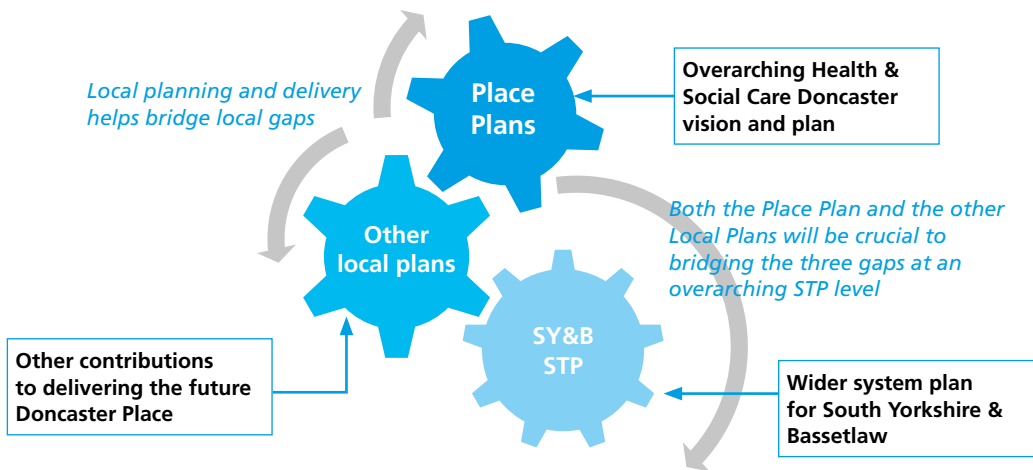 Local planning and delivery
helps bridge local gaps
Place
Plans
Overarching Health &
Social Care Doncaster
vision and plan
Other
local plans
Both the Place Plan and the other
Local Plans will be crucial to
bridging the three gaps at an
overarching STP level
SY&B
STP
Other contributions
to delivering the future
Doncaster Place
Wider system plan
for South Yorkshire &
Bassetlaw